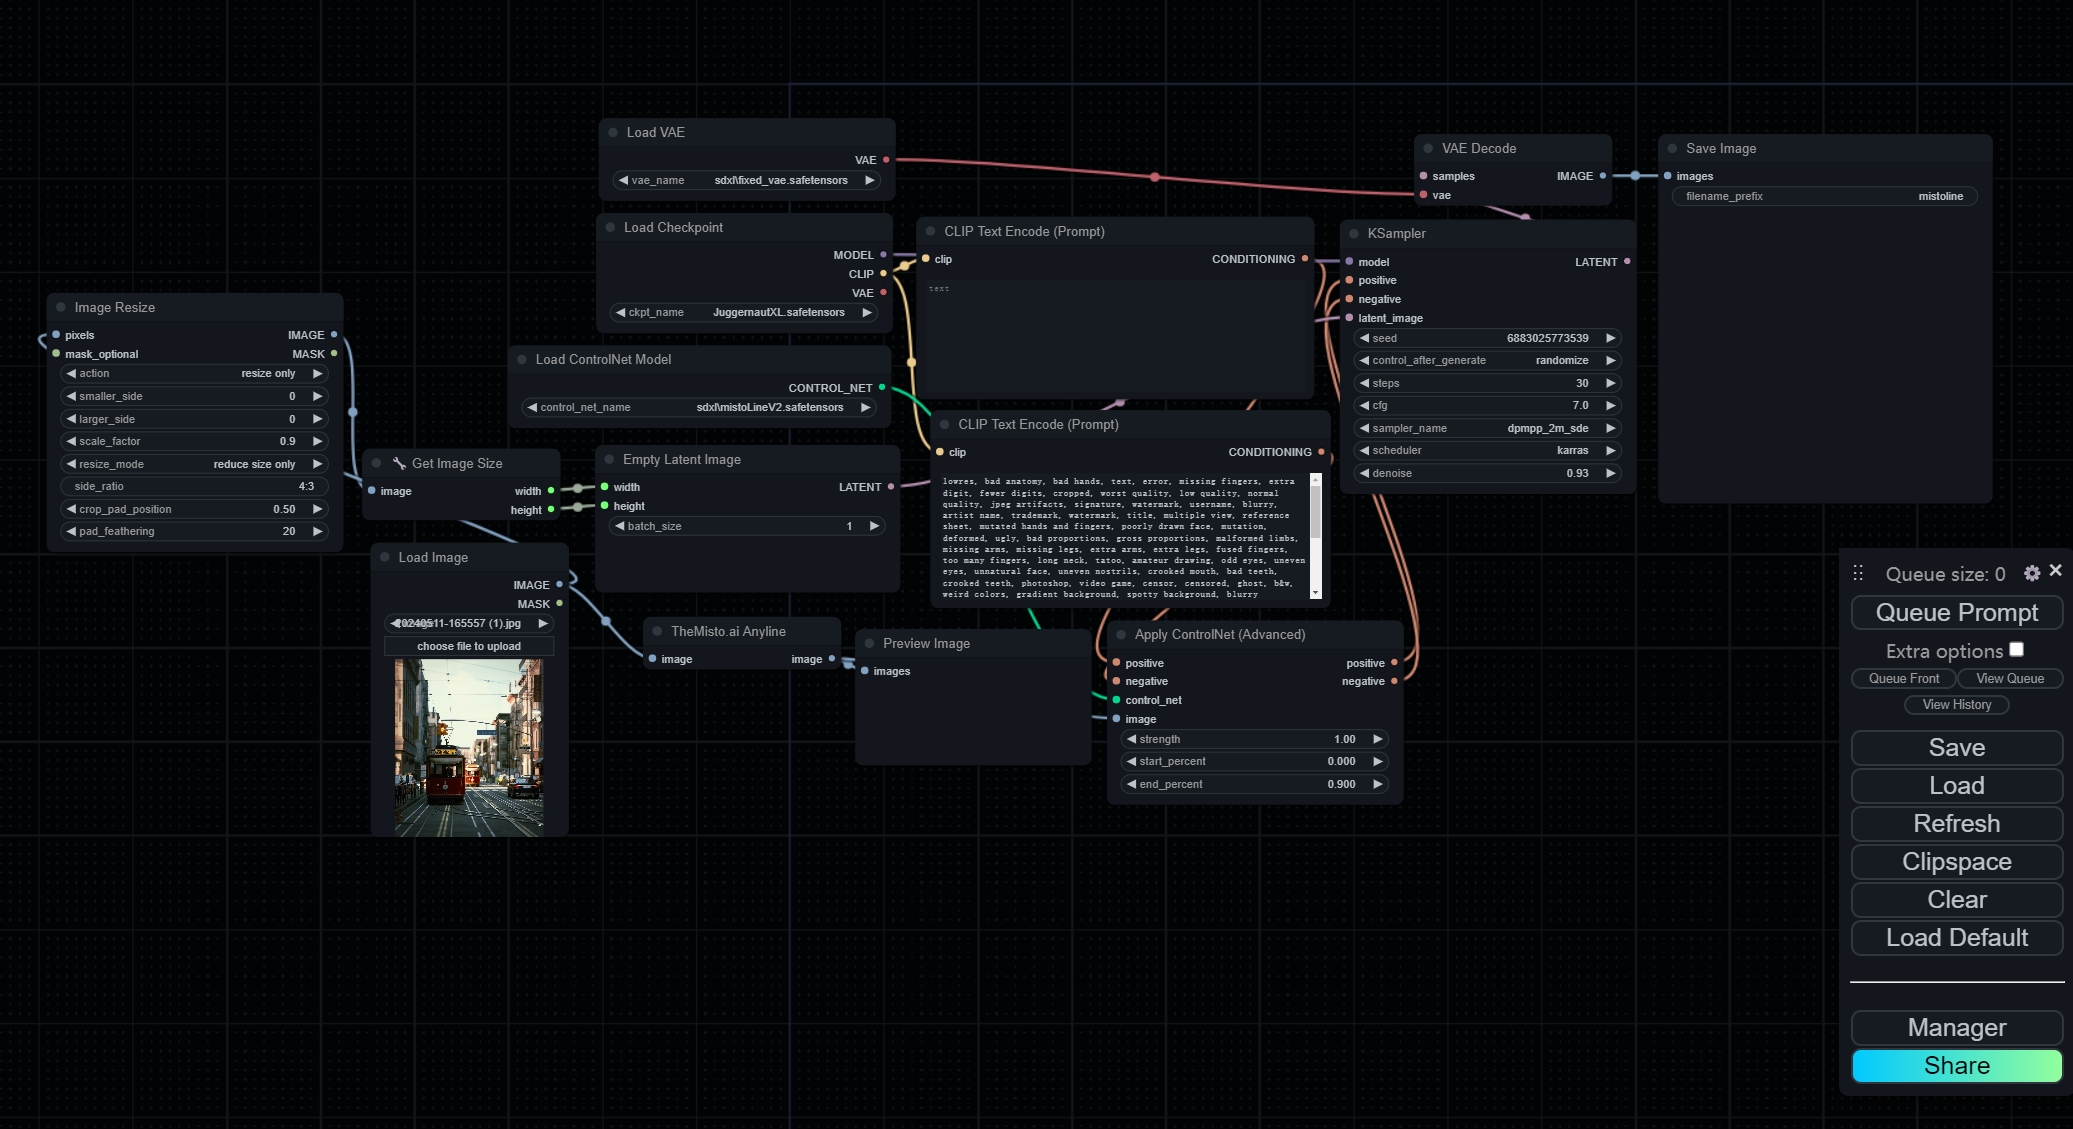 Load VAE
VAE
vae_name sdxl\fixed_vae.safetensors
Load Checkpoint
MODEL
CLIP
VAE
ckpt_name JuggernautXL.safetensors
Load ControlNet Model
CONTROL_NET
control_net_name sdxl\mistoLineV2.safetensors
Image Resize
pixels IMAGE
mask_optional MASK
action resize only
smaller_side 0
larger_side 0
scale_factor 0.9
resize_mode reduce size only
side_ratio 4:3
crop_pad_position 0.50
pad_feathering 20
Get Image Size
image width
height
Empty Latent Image
width LATENT
height
batch_size 1
Load Image
IMAGE
MASK
20240511-165557 (1).jpg
choose file to upload
TheMisto.ai Anyline
image image
Preview Image
images
CLIP Text Encode (Prompt)
clip CONDITIONING
text
CLIP Text Encode (Prompt)
clip CONDITIONING
lowres, bad anatomy, bad hands, text, error, missing fingers, extra
digit, fewer digits, cropped, worst quality, low quality, normal
quality, jpeg artifacts, signature, watermark, username, blurry,
artist name, trademark, watermark, title, multiple view, reference
sheet, mutated hands and fingers, poorly drawn face, mutation,
deformed, ugly, bad proportions, gross proportions, malformed limbs,
missing arms, missing legs, extra arms, extra legs, fused fingers,
too many fingers, long neck, tatoo, amateur drawing, odd eyes, uneven
eyes, unnatural face, uneven nostrils, crooked mouth, bad teeth,
crooked teeth, photoshop, video game, censor, censored, ghost, b&w,
weird colors, gradient background, spotty background, blurry
Apply ControlNet (Advanced)
positive positive
negative negative
control_net
image
strength 1.00
start_percent 0.000
end_percent 0.900
VAE Decode
samples IMAGE
vae
KSampler
model LATENT
positive
negative
latent_image
seed 6883025773539
control_after_generate randomize
steps 30
cfg 7.0
sampler_name dpmpp_2m_sde
scheduler karras
denoise 0.93
Save Image
images
filename_prefix mistoline
Queue size: 0
Queue Prompt
Extra options
Queue Front View Queue
View History
Save
Load
Refresh
Clipspace
Clear
Load Default
Manager
Share